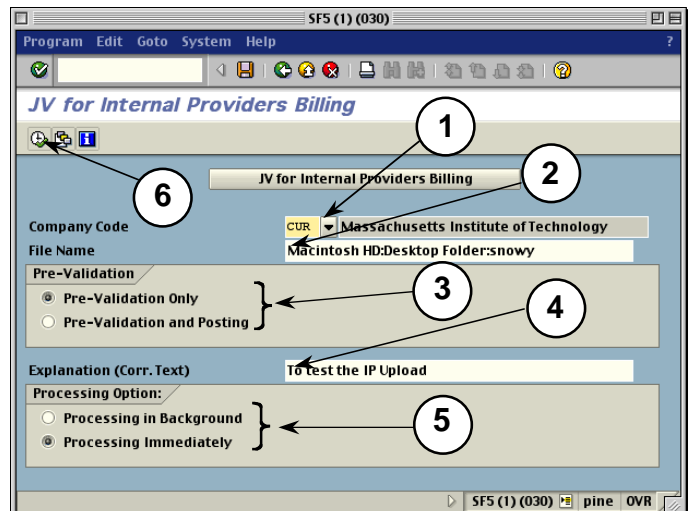 SF5 (1) (030)
Program Edit Goto System Help ?
JV for Internal Providers Billing
1
2
6
JV for Internal Providers Billing
Company Code CUR Massachusetts Institute of Technology
File Name Macintosh HD:Desktop Folder:snowy
Pre-Validation
Pre-Validation Only
3
Pre-Validation and Posting
4
Explanation (Corr. Text) To test the IP Upload
Processing Option:
Processing in Background
5
Processing Immediately
SF5 (1) (030) pine OVR